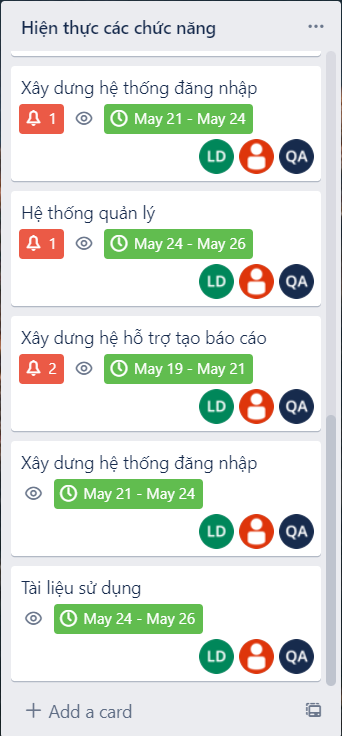 Hiện thực các chức năng
Xây dưng hệ thống đăng nhập
1 May 21 - May 24
LD QA
Hệ thống quản lý
1 May 24 - May 26
LD QA
Xây dưng hệ hỗ trợ tạo báo cáo
2 May 19 - May 21
LD QA
Xây dưng hệ thống đăng nhập
May 21 - May 24
LD QA
Tài liệu sử dụng
May 24 - May 26
LD QA
+ Add a card